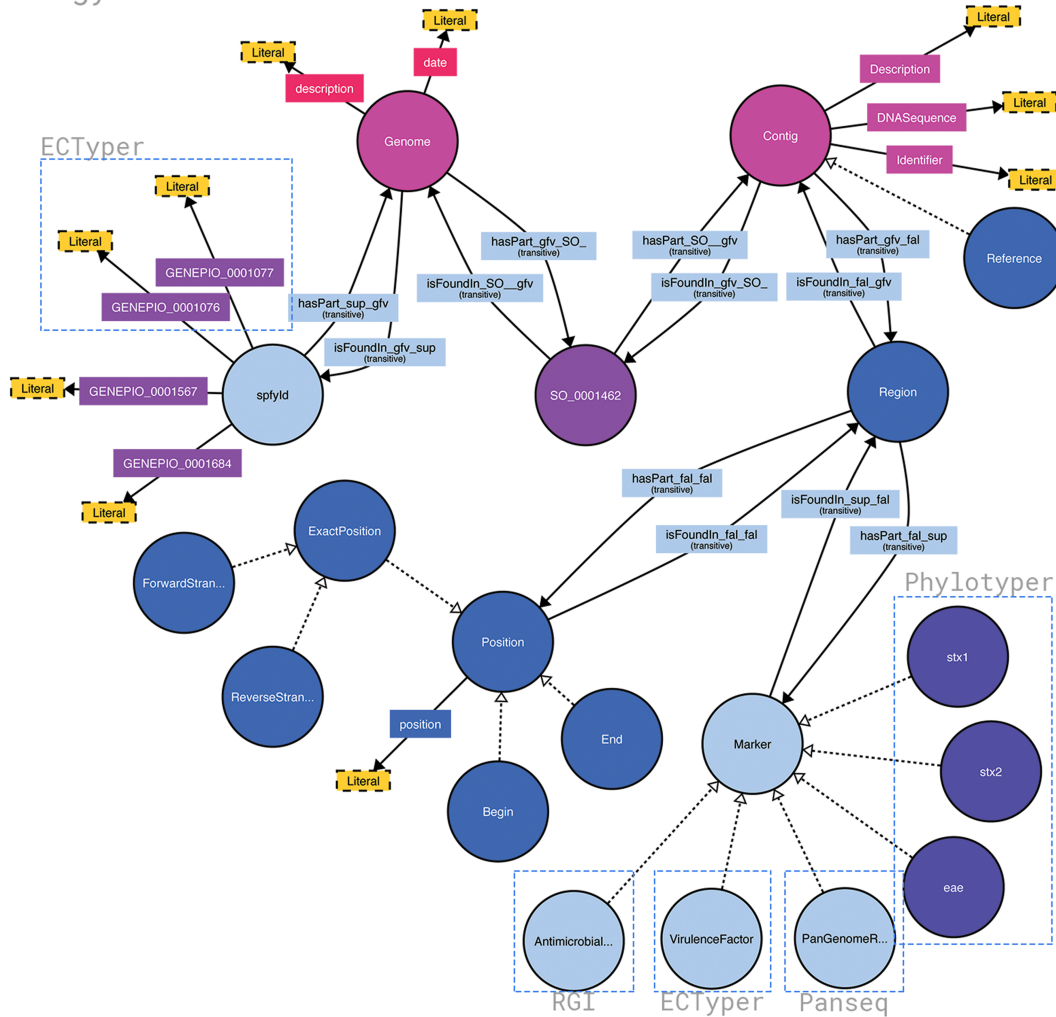 Literal
Literal
Literal
date
description
Description
Literal
DNASequence
Genome
Contig
Identifier
Literal
ECTyper
Literal
Literal
hasPart_gfv_SO_
(transitive)
hasPart_SO__gfv
(transitive)
hasPart_gfv_fal
(transitive)
Reference
GENEPIO_0001077
isFoundIn_SO__gfv
(transitive)
isFoundIn_gfv_SO_
(transitive)
isFoundIn_fal_gfv
(transitive)
GENEPIO_0001076
hasPart_sup_gfv
(transitive)
isFoundIn_gfv_sup
(transitive)
Literal
GENEPIO_0001567
spfyId
SO_0001462
Region
GENEPIO_0001684
Literal
hasPart_fal_fal
(transitive)
isFoundIn_sup_fal
(transitive)
ExactPosition
isFoundIn_fal_fal
(transitive)
hasPart_fal_sup
(transitive)
ForwardStran...
Phylotyper
Position
stx1
ReverseStran...
position
End
Marker
stx2
Literal
Begin
eae
Antimicrobial...
VirulenceFactor
PanGenomeR...
RGI
ECTyper
Panseq